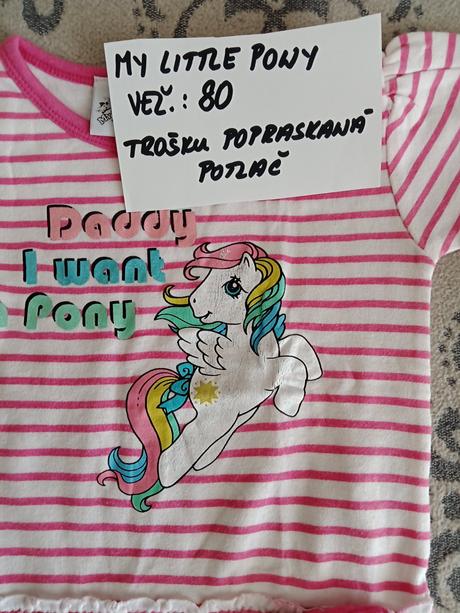 MY LITTLE PONY
VEĽ.: 80
TROŠKU POPRASKANÁ
POTLAČ
Daddy
I want
a Pony